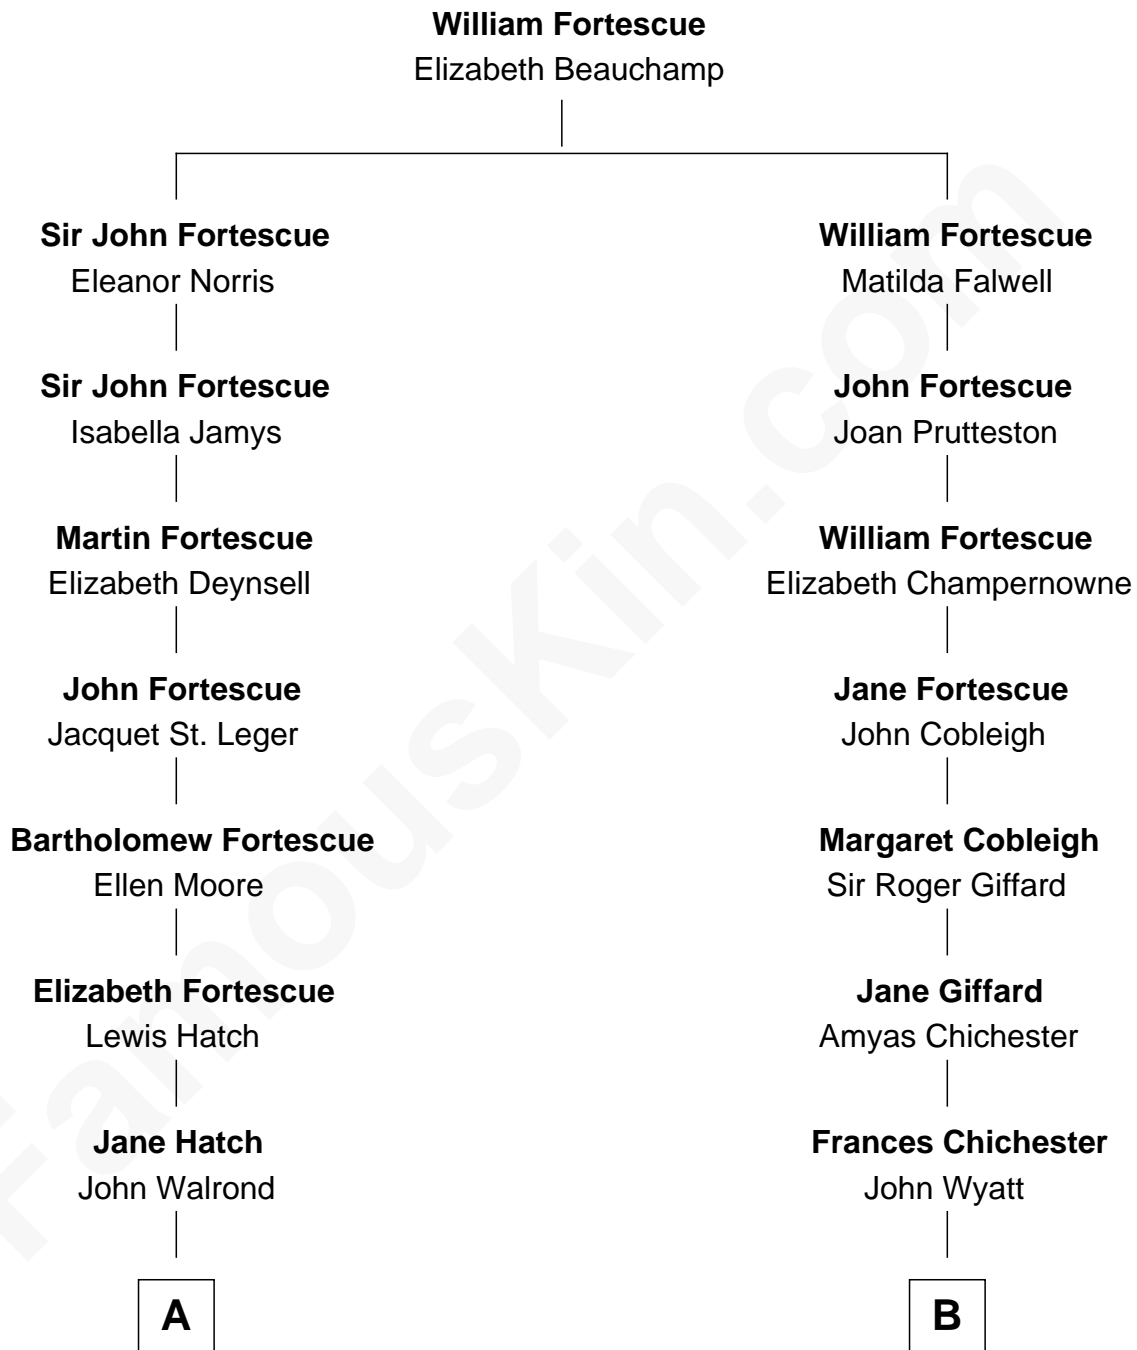 William Fortescue
Elizabeth Beauchamp
Sir John Fortescue
Eleanor Norris
William Fortescue
Matilda Falwell
Sir John Fortescue
Isabella Jamys
John Fortescue
Joan Prutteston
Martin Fortescue
Elizabeth Deynsell
William Fortescue
Elizabeth Champernowne
John Fortescue
Jacquet St. Leger
Jane Fortescue
John Cobleigh
Bartholomew Fortescue
Ellen Moore
Margaret Cobleigh
Sir Roger Giffard
Elizabeth Fortescue
Lewis Hatch
Jane Giffard
Amyas Chichester
Jane Hatch
John Walrond
Frances Chichester
John Wyatt
A
B
FamousKin.com